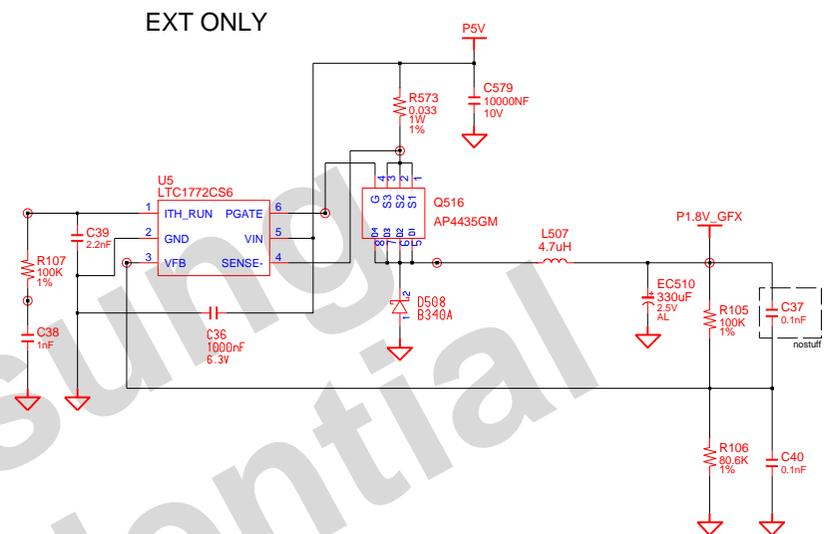 EXT ONLY
P5V
C579
10000NF
10V
R573
0.033
1W
1%
U5
LTC1772CS6
1 ITH_RUN PGATE 6
2 GND VIN 5
3 VFB SENSE- 4
4 3 2 1
G S3 S2 S1
D4 D3 D2 D1
8 7 6 5
Q516
AP4435GM
C39
2.2nF
R107
100K
1%
C38
1nF
C36
1000nF
6.3V
2
D508
B340A
1
L507
4.7uH
P1.8V_GFX
EC510
330uF
2.5V
AL
R105
100K
1%
C37
0.1nF
nostuff
R106
80.6K
1%
C40
0.1nF
sung
dential